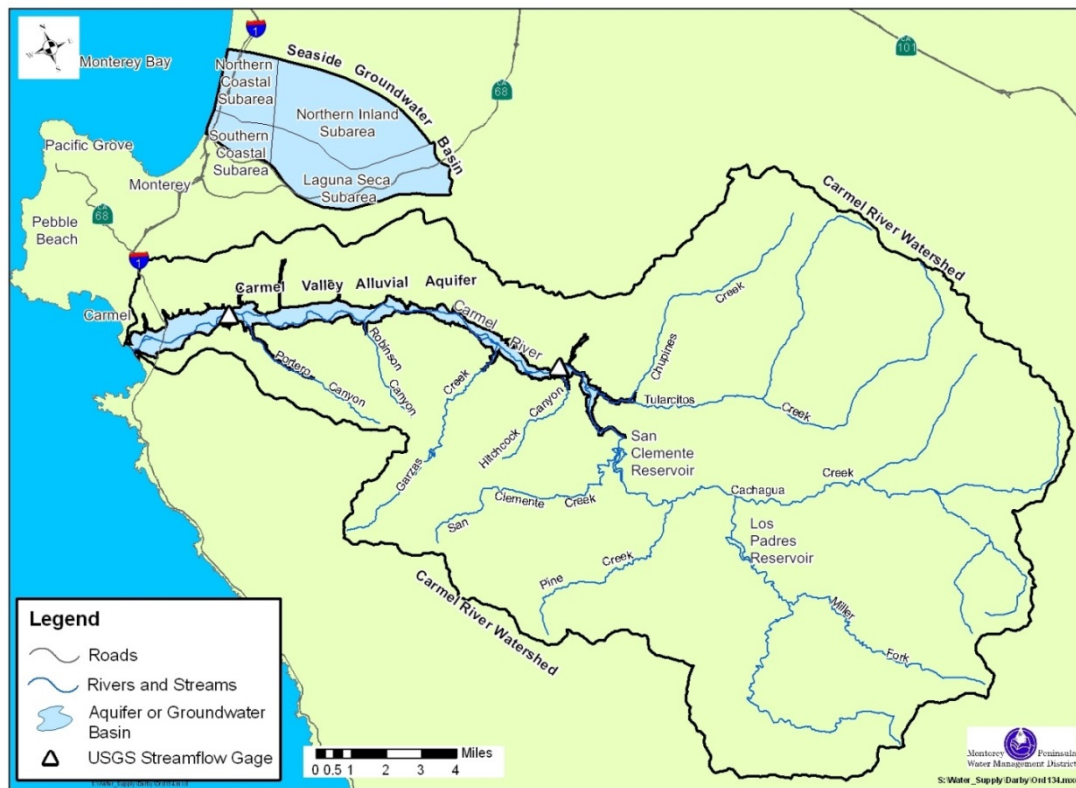 1
CA
101
Monterey Bay
Seaside Groundwater Basin
CA
68
Northern
Coastal
Subarea
Northern Inland
Subarea
Pacific Grove
Southern
Coastal
Subarea
Monterey
Laguna Seca
Subarea
CA
68
Pebble
Beach
Carmel River Watershed
1
Carmel Valley Alluvial Aquifer
Creek
Carmel
Carmel
River
Chupines
Portero
Canyon
Robinson
Canyon
Creek
Garzas
Canyon
Hitchcock
Tularcitos
Creek
San
Clemente
Reservoir
Creek
Cachagua
San
Clemente
Creek
Los
Padres
Reservoir
Pine
Creek
Miller
Fork
Carmel River Watershed
Legend
Roads
Rivers and Streams
Aquifer or Groundwater
Basin
USGS Streamflow Gage
Miles
0 0.5 1 2 3 4
Monterey Peninsula
Water Management District
S:\Water_Supply\Darby\Ord134.mxd